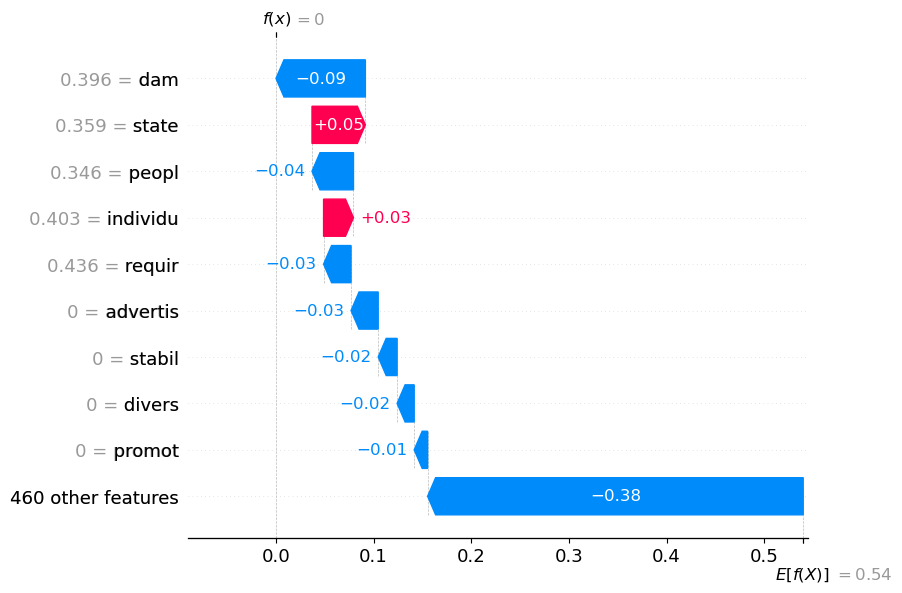 f(x) = 0
0.396 = dam −0.09
0.359 = state +0.05
0.346 = peopl −0.04
0.403 = individu +0.03
0.436 = requir −0.03
0 = advertis −0.03
0 = stabil −0.02
0 = divers −0.02
0 = promot −0.01
460 other features −0.38
0.0 0.1 0.2 0.3 0.4 0.5
E[f(X)] = 0.54